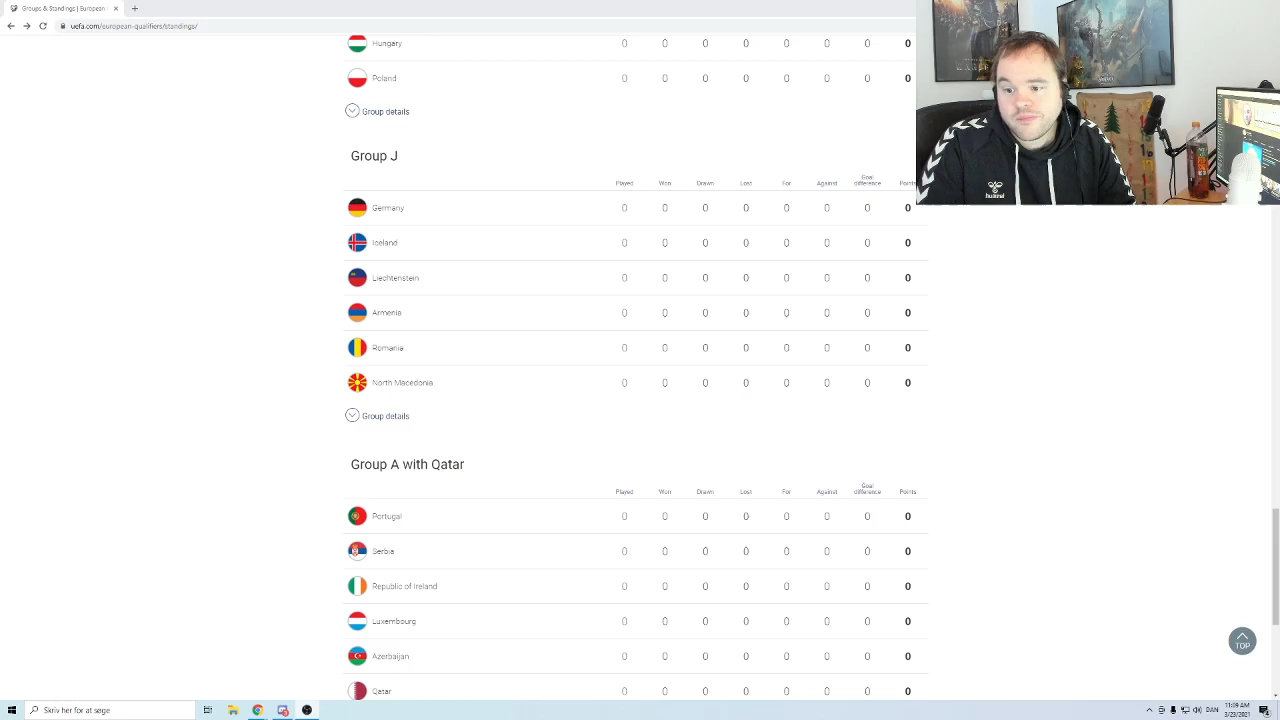 Groups & Standings | European
uefa.com/european-qualifiers/standings/
Hungary 0 0 0 0 0 0 0 0
Poland 0 0 0 0 0 0 0 0
Group details
Group J
Played Won Drawn Lost For Against Goal difference Points
Germany 0 0 0 0 0 0 0 0
Iceland 0 0 0 0 0 0 0 0
Liechtenstein 0 0 0 0 0 0 0 0
Armenia 0 0 0 0 0 0 0 0
Romania 0 0 0 0 0 0 0 0
North Macedonia 0 0 0 0 0 0 0 0
Group details
Group A with Qatar
Played Won Drawn Lost For Against Goal difference Points
Portugal 0 0 0 0 0 0 0 0
Serbia 0 0 0 0 0 0 0 0
Republic of Ireland 0 0 0 0 0 0 0 0
Luxembourg 0 0 0 0 0 0 0 0
Azerbaijan 0 0 0 0 0 0 0 0
Qatar 0 0 0 0 0 0 0 0
TOP
hummel
Skriv her for at søge
DAN
11:09 AM
3/23/2021